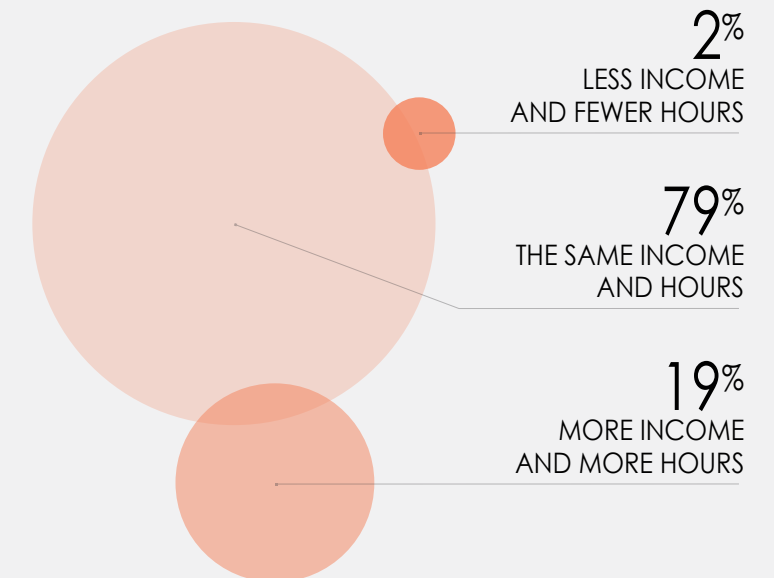 2%
LESS INCOME
AND FEWER HOURS
79%
THE SAME INCOME
AND HOURS
19%
MORE INCOME
AND MORE HOURS